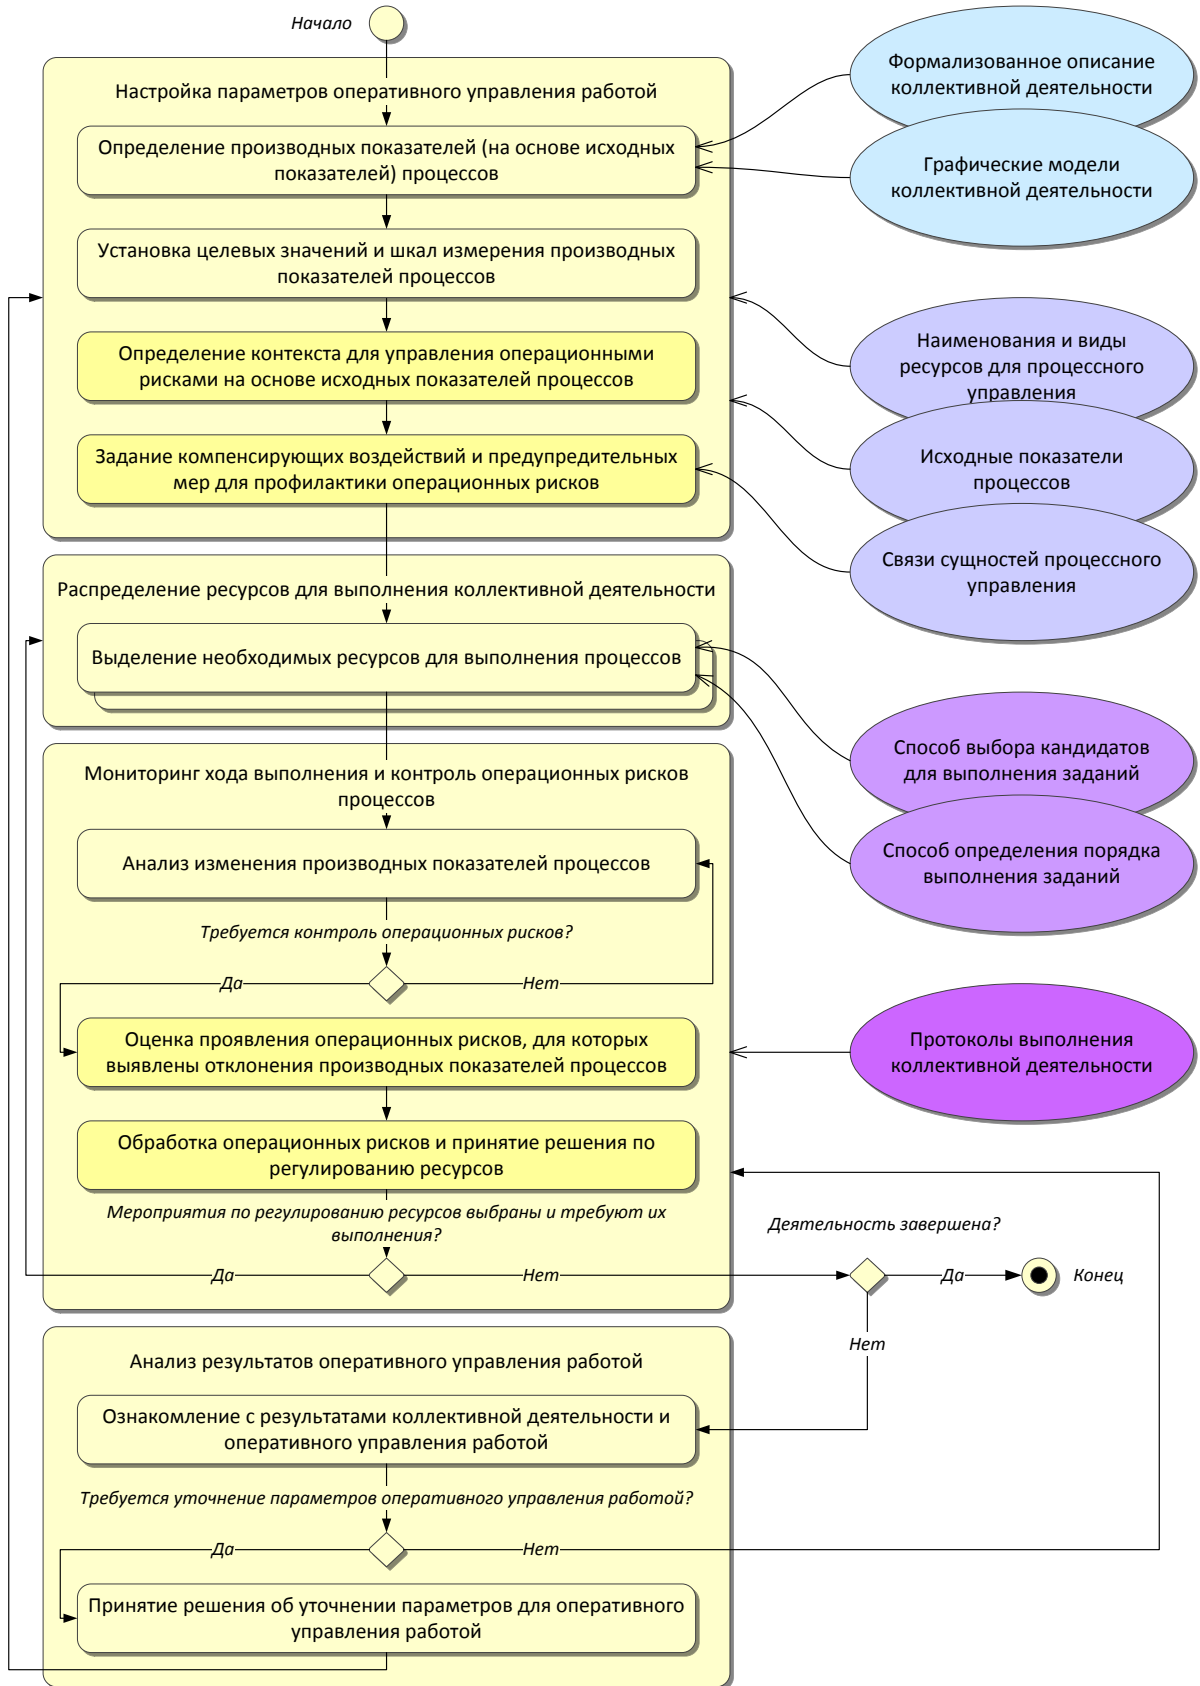 Начало
Настройка параметров оперативного управления работой
Определение производных показателей (на основе исходных
показателей) процессов
Установка целевых значений и шкал измерения производных
показателей процессов
Определение контекста для управления операционными
рисками на основе исходных показателей процессов
Задание компенсирующих воздействий и предупредительных
мер для профилактики операционных рисков
Формализованное описание
коллективной деятельности
Графические модели
коллективной деятельности
Наименования и виды
ресурсов для процессного
управления
Исходные показатели
процессов
Связи сущностей процессного
управления
Распределение ресурсов для выполнения коллективной деятельности
Выделение необходимых ресурсов для выполнения процессов
Способ выбора кандидатов
для выполнения заданий
Способ определения порядка
выполнения заданий
Мониторинг хода выполнения и контроль операционных рисков
процессов
Анализ изменения производных показателей процессов
Требуется контроль операционных рисков?
Да
Нет
Оценка проявления операционных рисков, для которых
выявлены отклонения производных показателей процессов
Протоколы выполнения
коллективной деятельности
Обработка операционных рисков и принятие решения по
регулированию ресурсов
Мероприятия по регулированию ресурсов выбраны и требуют их
выполнения?
Да
Нет
Деятельность завершена?
Да
Конец
Нет
Анализ результатов оперативного управления работой
Ознакомление с результатами коллективной деятельности и
оперативного управления работой
Требуется уточнение параметров оперативного управления работой?
Да
Нет
Принятие решения об уточнении параметров для оперативного
управления работой